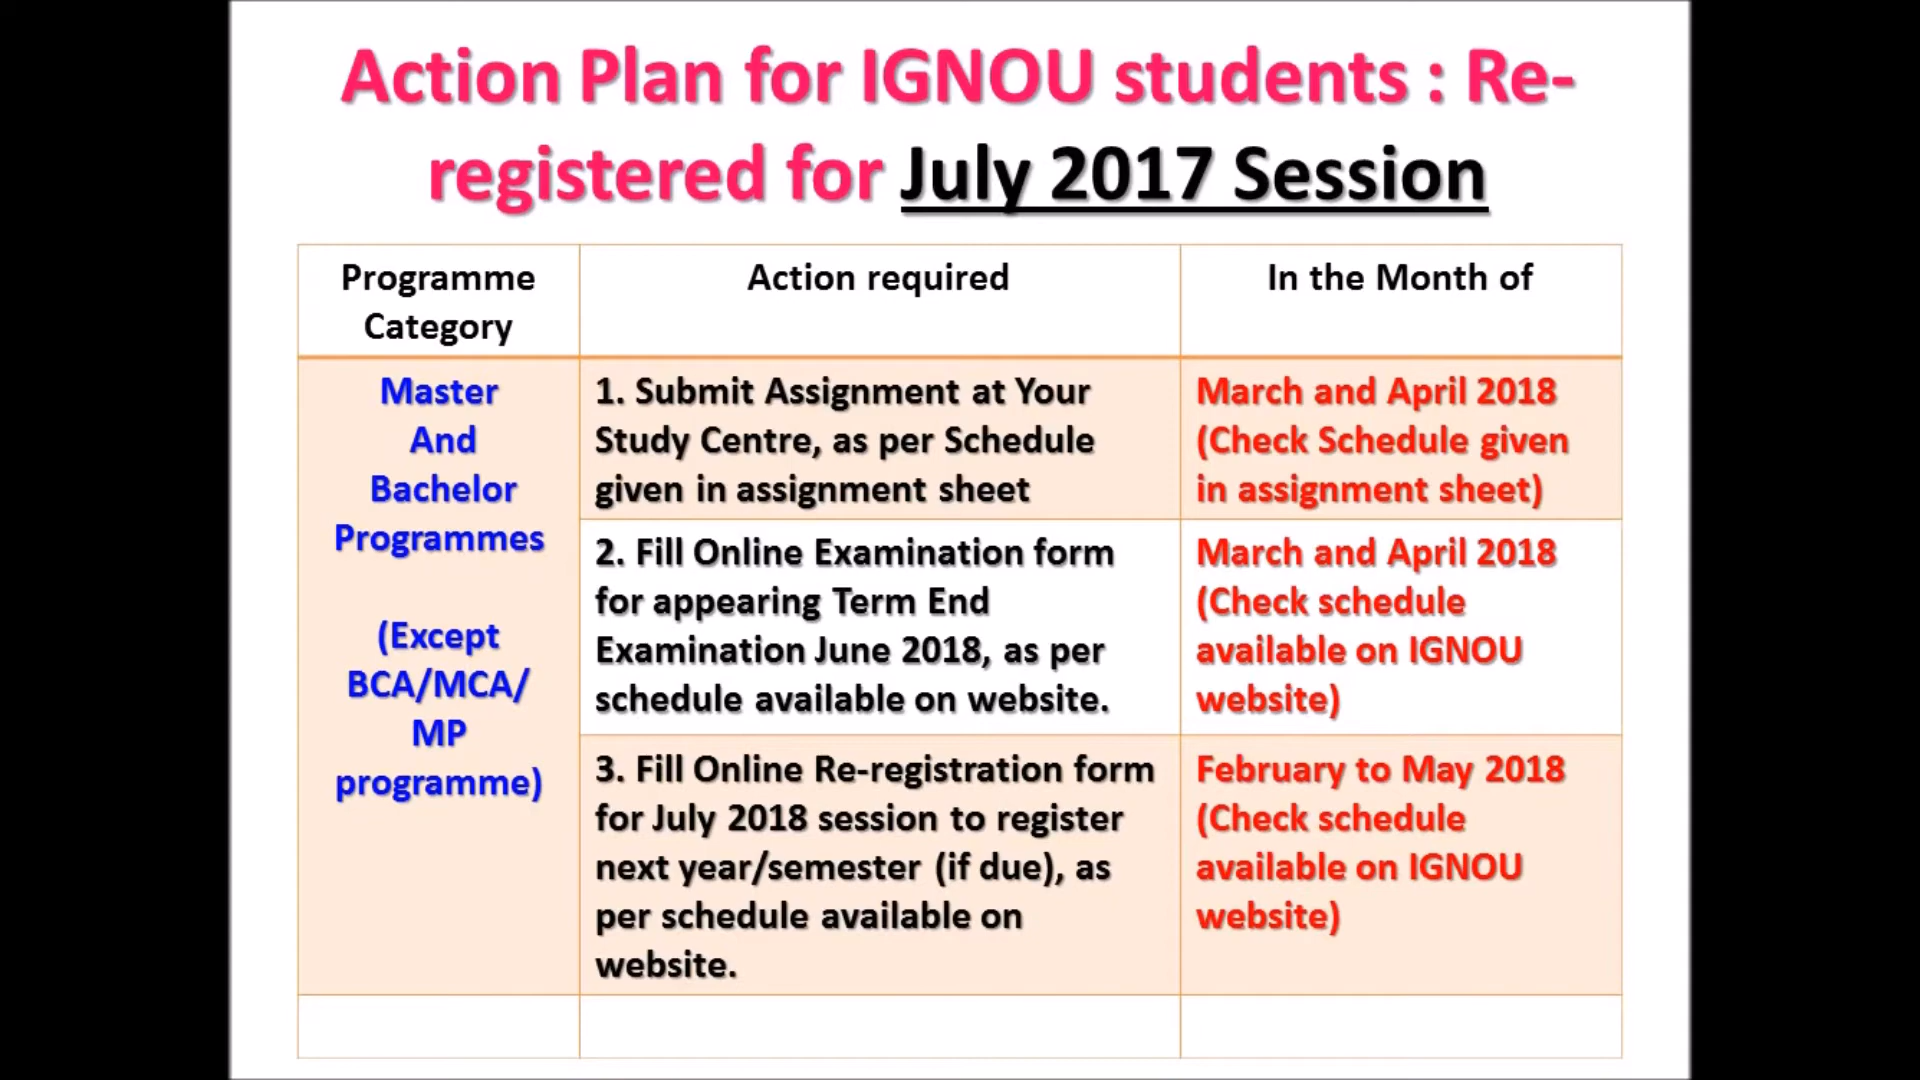 Action Plan for IGNOU students : Re-
registered for July 2017 Session
Programme
Category
Action required
In the Month of
Master
And
Bachelor
Programmes
(Except
BCA/MCA/
MP
programme)
1. Submit Assignment at Your
Study Centre, as per Schedule
given in assignment sheet
March and April 2018
(Check Schedule given
in assignment sheet)
2. Fill Online Examination form
for appearing Term End
Examination June 2018, as per
schedule available on website.
March and April 2018
(Check schedule
available on IGNOU
website)
3. Fill Online Re-registration form
for July 2018 session to register
next year/semester (if due), as
per schedule available on
website.
February to May 2018
(Check schedule
available on IGNOU
website)